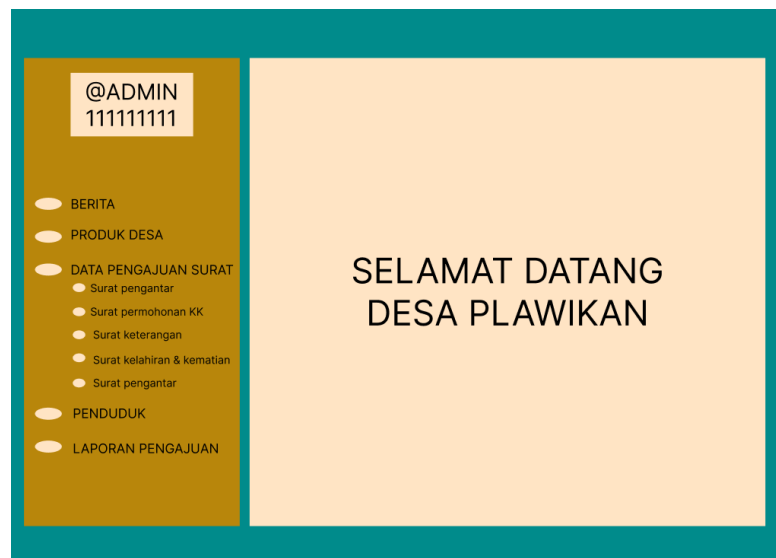 @ADMIN
111111111
BERITA
PRODUK DESA
DATA PENGAJUAN SURAT
Surat pengantar
Surat permohonan KK
Surat keterangan
Surat kelahiran & kematian
Surat pengantar
PENDUDUK
LAPORAN PENGAJUAN
SELAMAT DATANG
DESA PLAWIKAN